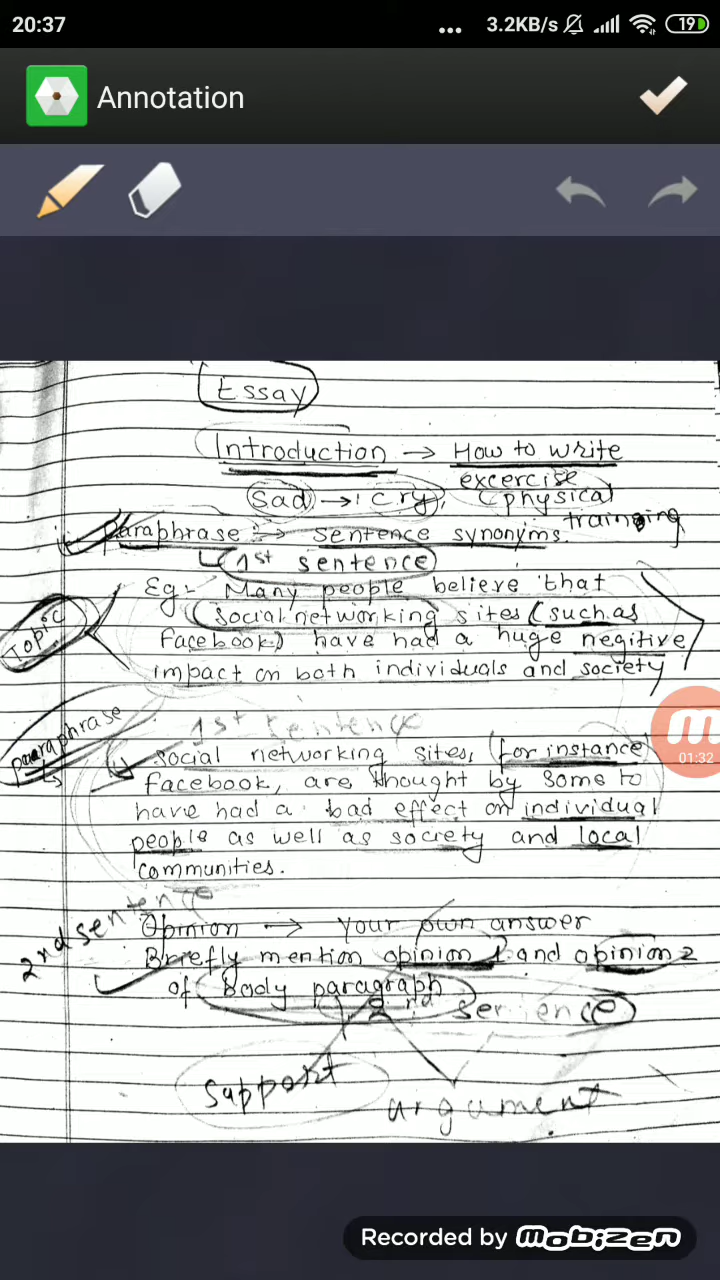 20:37 ... 3.2KB/s 19
Annotation
Essay
Introduction → How to write
excercise
Sad → cry, (physical
training
Paraphrase :→ sentence synonyms.
1st sentence
Eg:- Many people believe that
Topic
social networking sites (such as
Facebook) have had a huge negitive
impact on both individuals and society
paraphrase
1st sentence
social networking sites, for instance
01:32
facebook, are thought by some to
have had a bad effect on individual
people as well as society and local
communities.
2nd sentence
Opinion → Your own answer
Briefly mention opinion 1 and opinion 2
of Body paragraph
2nd sentence
support
argument
Recorded by mobizen